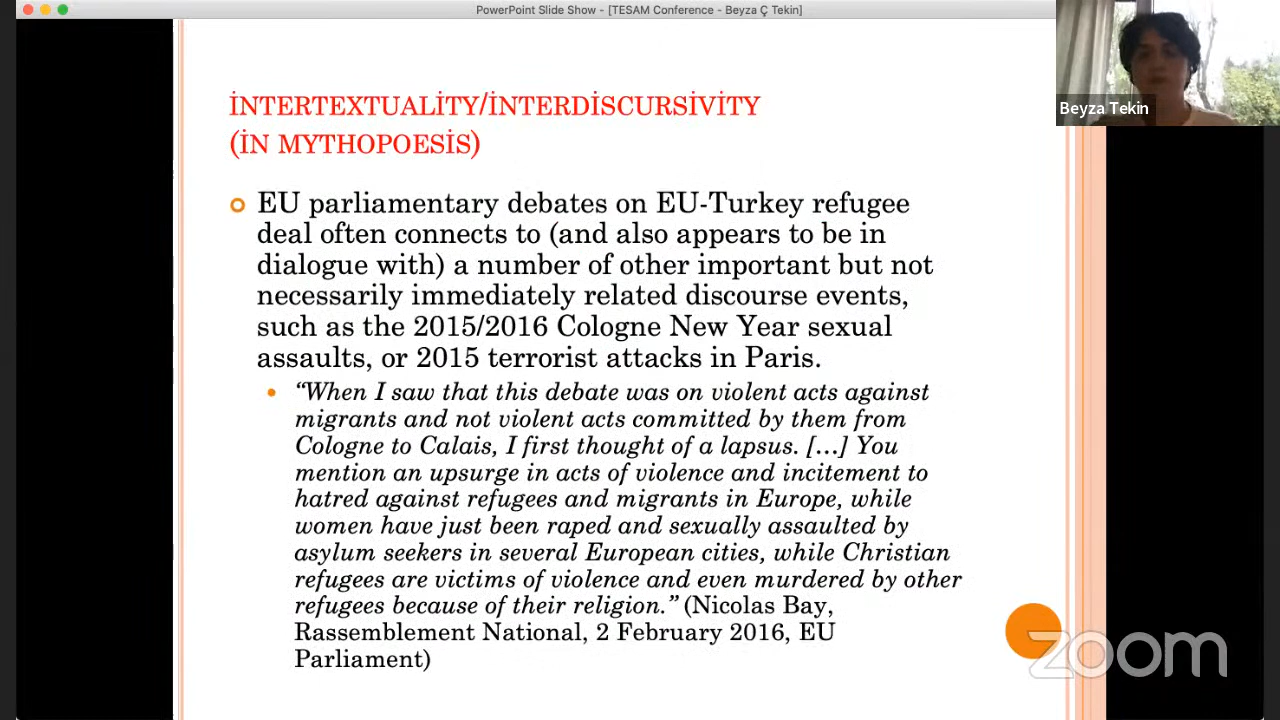 PowerPoint Slide Show - [TESAM Conference - Beyza Ç Tekin]
Beyza Tekin
İNTERTEXTUALİTY/İNTERDİSCURSİVİTY
(İN MYTHOPOESİS)
EU parliamentary debates on EU-Turkey refugee
deal often connects to (and also appears to be in
dialogue with) a number of other important but not
necessarily immediately related discourse events,
such as the 2015/2016 Cologne New Year sexual
assaults, or 2015 terrorist attacks in Paris.
“When I saw that this debate was on violent acts against
migrants and not violent acts committed by them from
Cologne to Calais, I first thought of a lapsus. […] You
mention an upsurge in acts of violence and incitement to
hatred against refugees and migrants in Europe, while
women have just been raped and sexually assaulted by
asylum seekers in several European cities, while Christian
refugees are victims of violence and even murdered by other
refugees because of their religion.” (Nicolas Bay,
Rassemblement National, 2 February 2016, EU
Parliament)
zoom